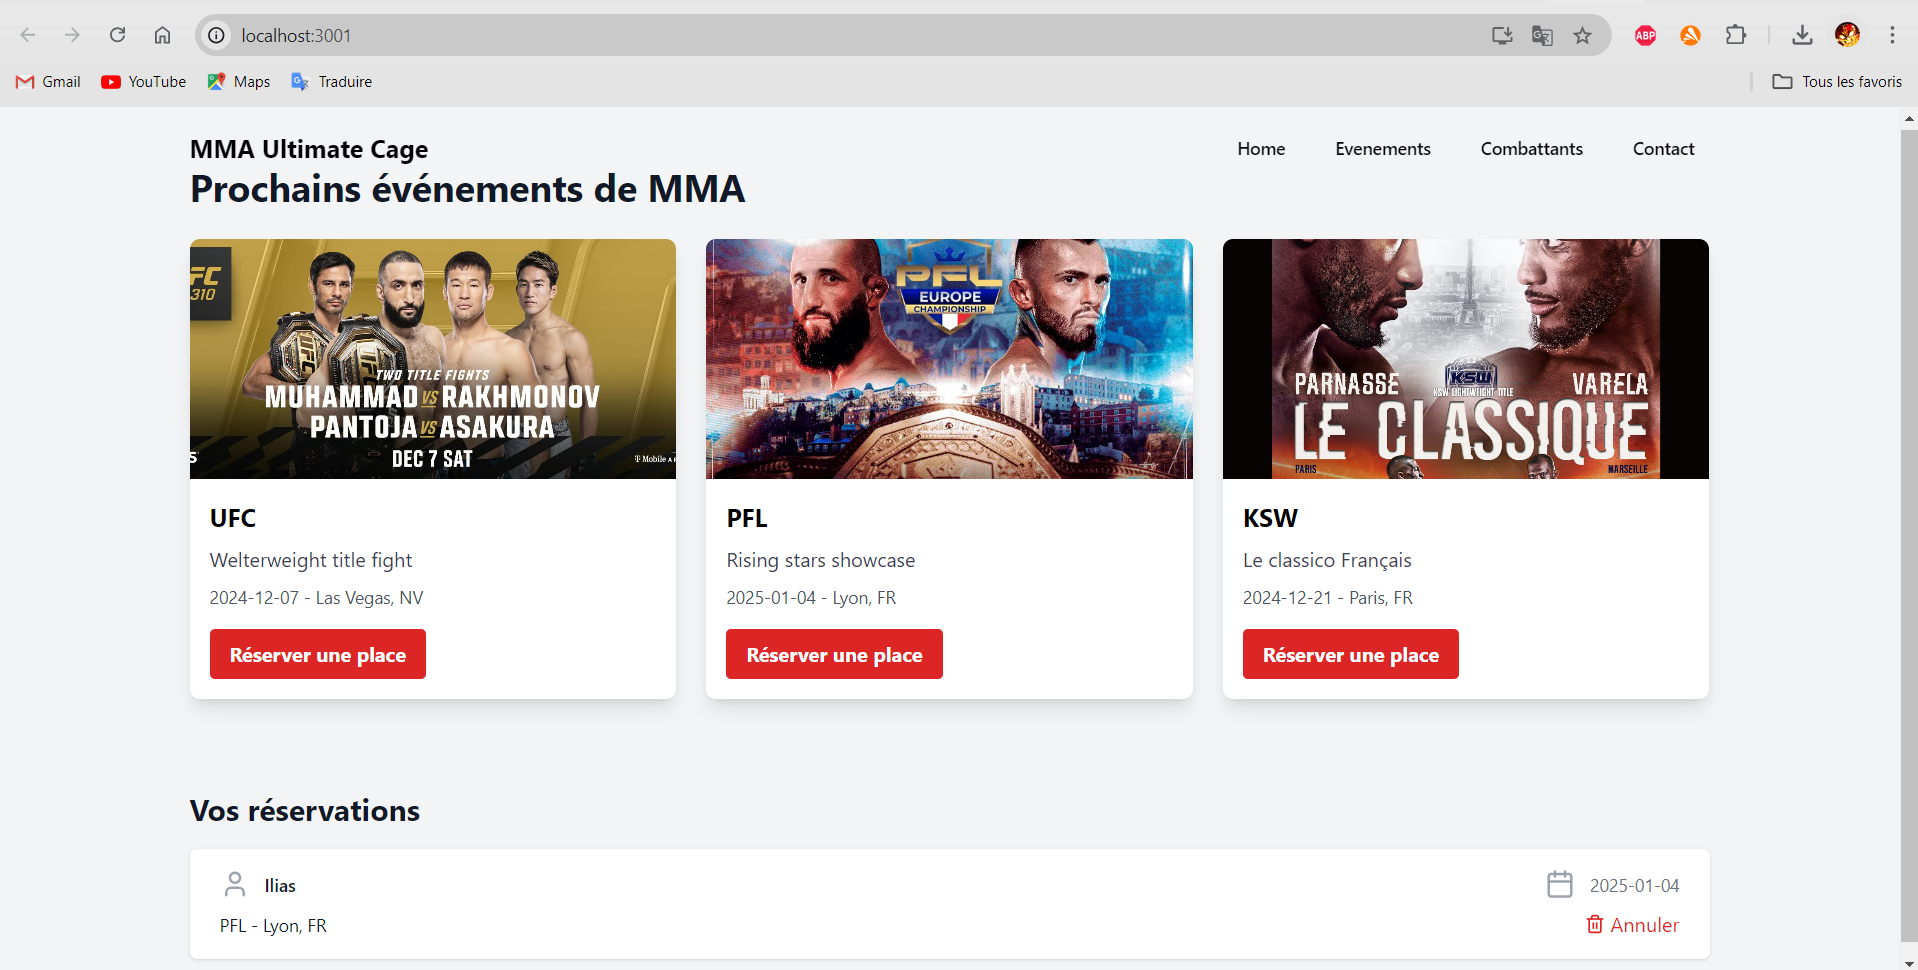 localhost:3001
ABP
Gmail
YouTube
Maps
Traduire
Tous les favoris
MMA Ultimate Cage
Home
Evenements
Combattants
Contact
Prochains événements de MMA
FC
310
TWO TITLE FIGHTS
MUHAMMAD VS RAKHMONOV
PANTOJA VS ASAKURA
DEC 7 SAT
T Mobile A
PFL
EUROPE
CHAMPIONSHIP
PARNASSE
KSW
VARELA
KSW LIGHTWEIGHT TITLE
LE CLASSIQUE
PARIS
MARSEILLE
UFC
Welterweight title fight
2024-12-07 - Las Vegas, NV
Réserver une place
PFL
Rising stars showcase
2025-01-04 - Lyon, FR
Réserver une place
KSW
Le classico Français
2024-12-21 - Paris, FR
Réserver une place
Vos réservations
Ilias
2025-01-04
PFL - Lyon, FR
Annuler